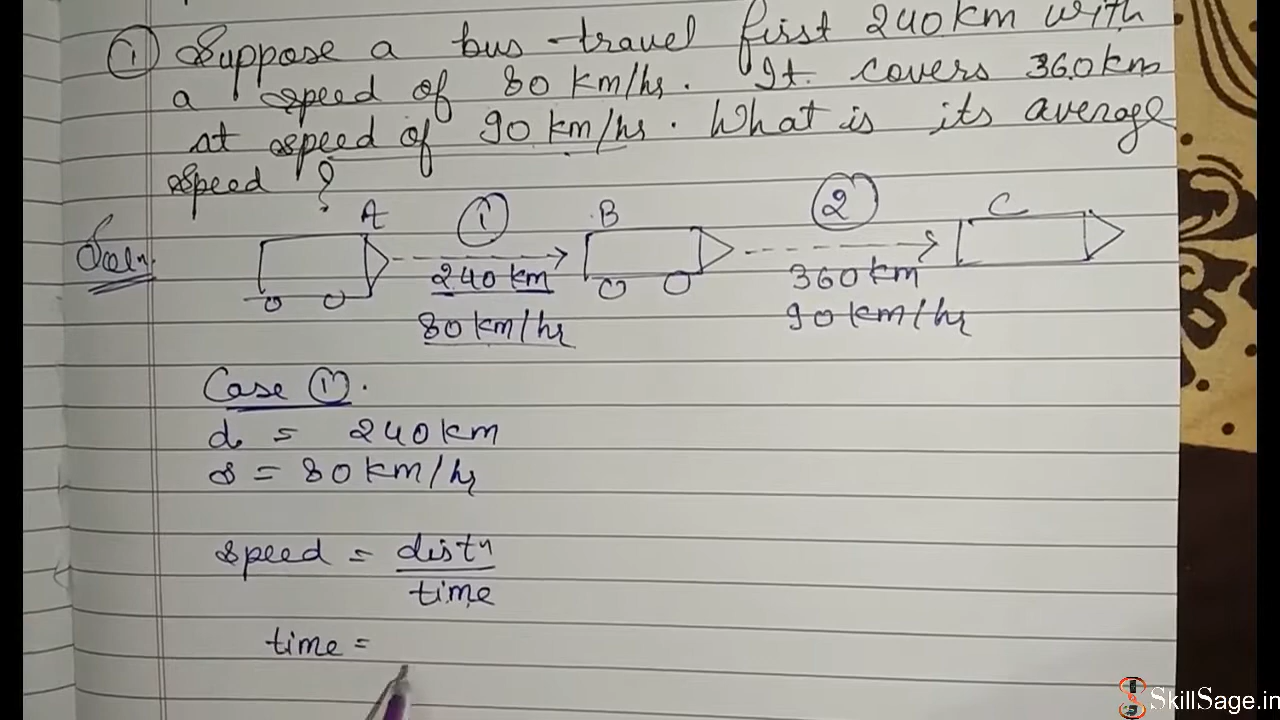 ① Suppose a bus travel first 240 km with
a speed of 80 km/hr. It covers 360 km
at speed of 90 km/hr. What is its average
speed ?
Soln.
A ① B ② C
240 km 360 km
80 km/hr 90 km/hr
Case ①.
d = 240 km
s = 80 km/hr
speed = distn
time
time =
SkillSage.in